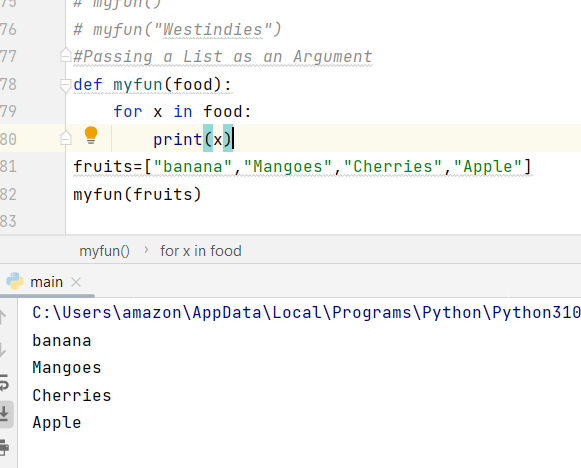 75 # myfun()
76 # myfun("Westindies")
77 #Passing a List as an Argument
78 def myfun(food):
79     for x in food:
80         print(x)
81 fruits=["banana","Mangoes","Cherries","Apple"]
82 myfun(fruits)
83
myfun() › for x in food
main ×
C:\Users\amazon\AppData\Local\Programs\Python\Python310
banana
Mangoes
Cherries
Apple